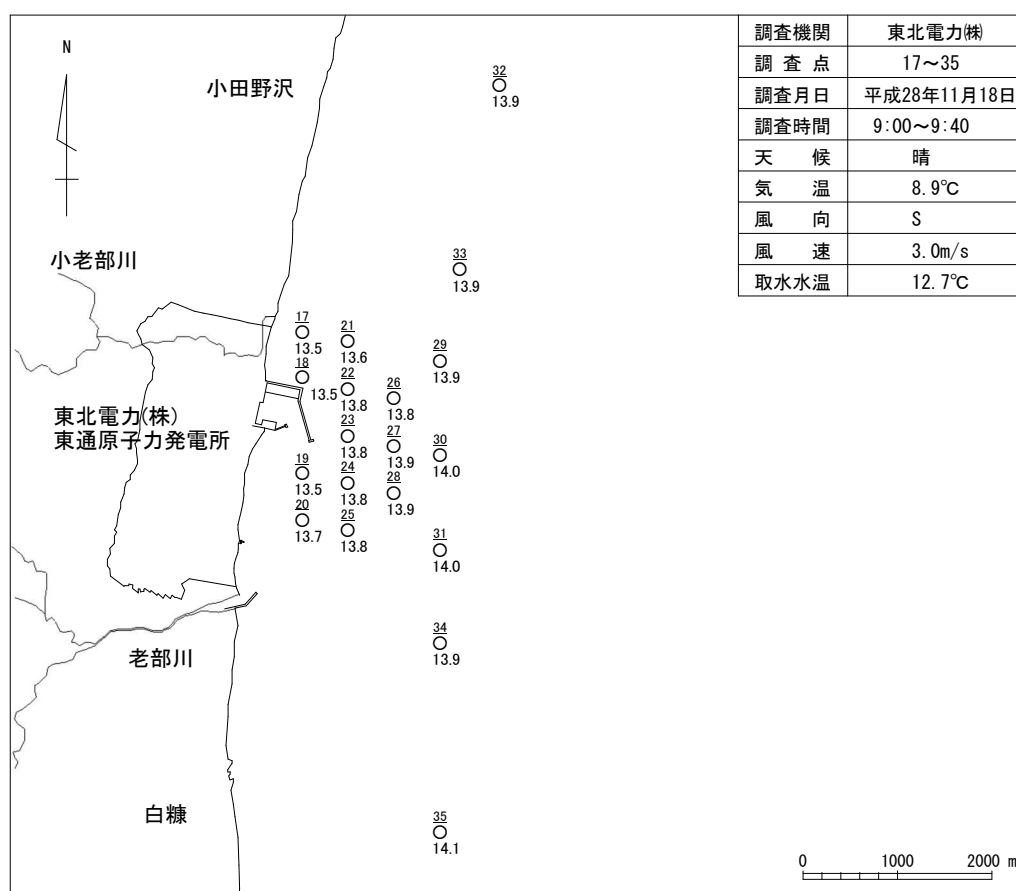 調査機関 東北電力㈱
調査点 17～35
調査月日 平成28年11月18日
調査時間 9:00～9:40
天候 晴
気温 8.9℃
風向 S
風速 3.0m/s
取水水温 12.7℃
N
小田野沢
32
13.9
小老部川
33
13.9
17
13.5
21
13.6
29
13.9
18
13.5
22
13.8
26
13.8
東北電力(株)
東通原子力発電所
23
13.8
27
13.9
30
14.0
19
13.5
24
13.8
28
13.9
20
13.7
25
13.8
31
14.0
34
13.9
老部川
白糠
35
14.1
0 1000 2000 m